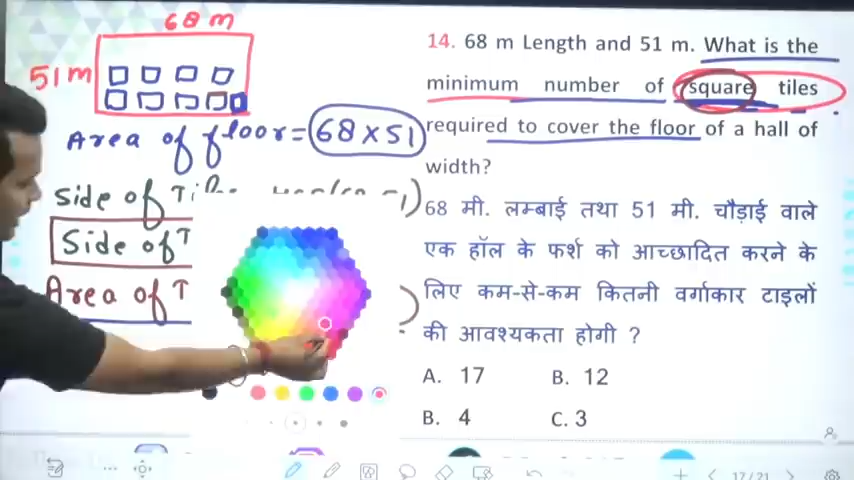 68 m
51 m
Area of floor = 68 × 51
Side of
Side of T
Area of T
14. 68 m Length and 51 m. What is the
minimum number of square tiles
required to cover the floor of a hall of
width?
68 मी. लम्बाई तथा 51 मी. चौड़ाई वाले
एक हॉल के फर्श को आच्छादित करने के
लिए कम-से-कम कितनी वर्गाकार टाइलों
की आवश्यकता होगी ?
A. 17 B. 12
B. 4 C. 3
17/21